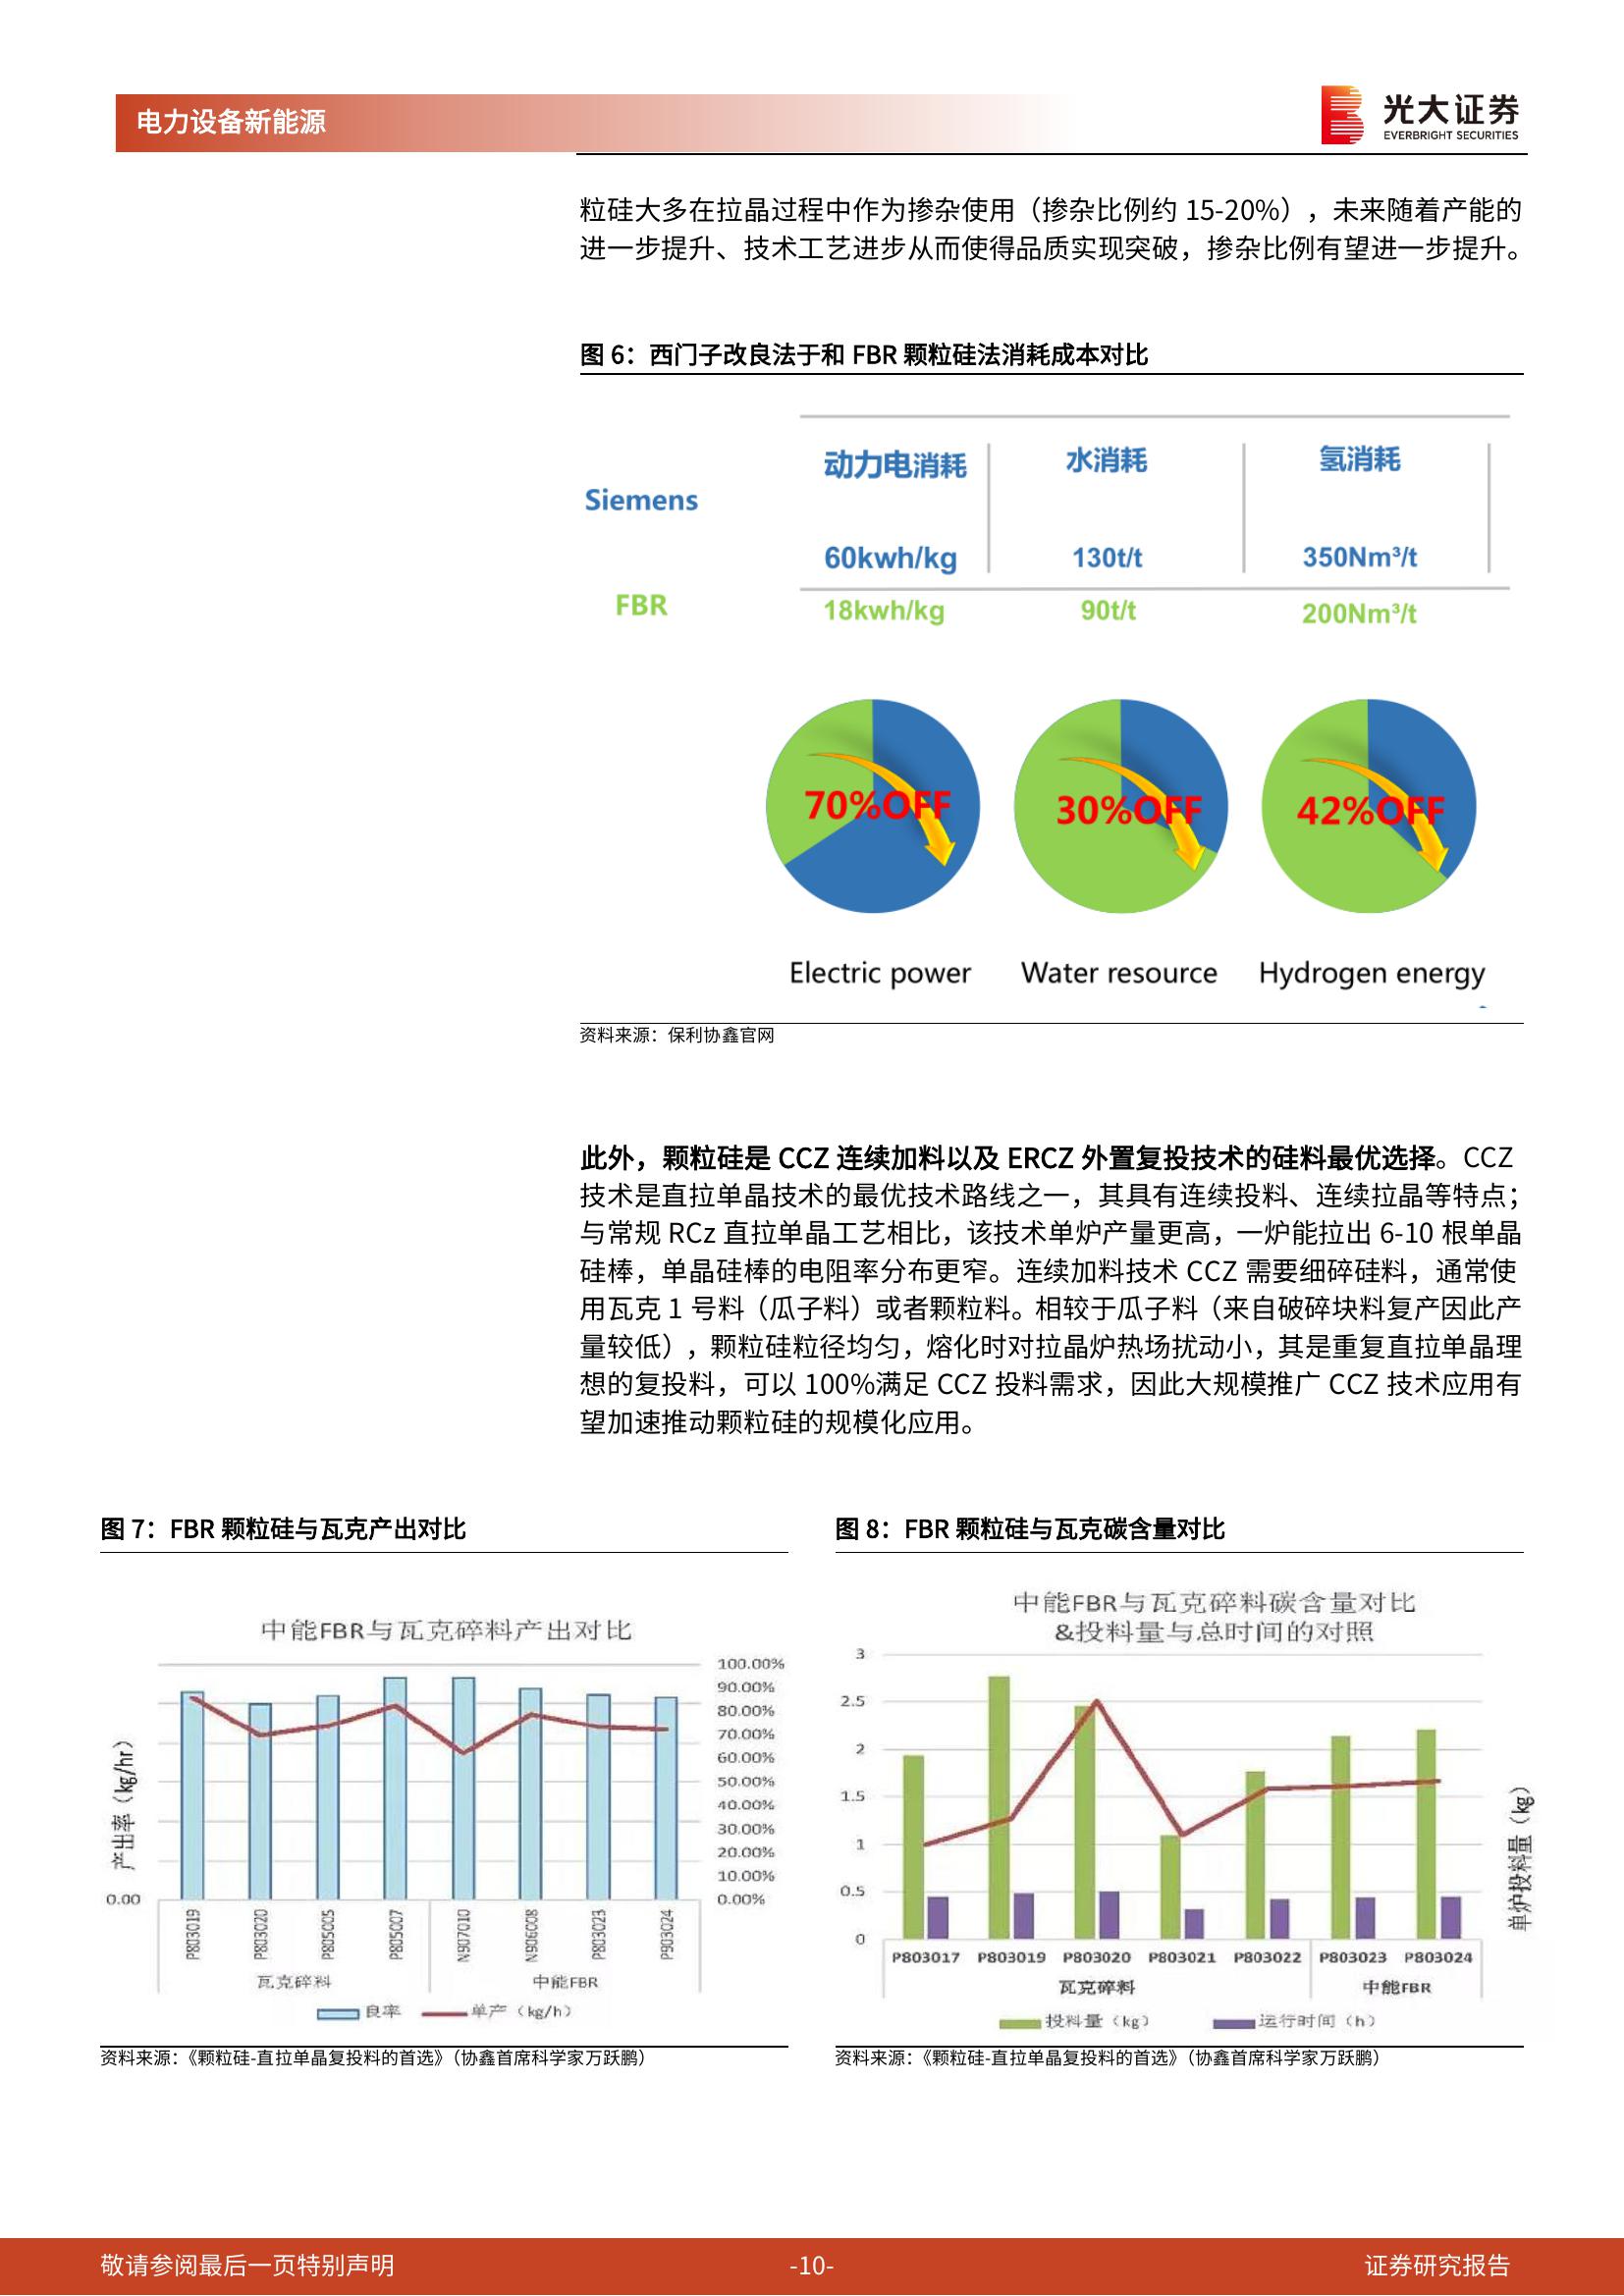 电力设备新能源
光大证券
EVERBRIGHT SECURITIES
粒硅大多在拉晶过程中作为掺杂使用（掺杂比例约 15-20%），未来随着产能的
进一步提升、技术工艺进步从而使得品质实现突破，掺杂比例有望进一步提升。
图 6：西门子改良法于和 FBR 颗粒硅法消耗成本对比
动力电消耗 水消耗 氢消耗
Siemens
60kwh/kg 130t/t 350Nm³/t
FBR 18kwh/kg 90t/t 200Nm³/t
70%OFF 30%OFF 42%OFF
Electric power Water resource Hydrogen energy
资料来源：保利协鑫官网
此外，颗粒硅是 CCZ 连续加料以及 ERCZ 外置复投技术的硅料最优选择。CCZ
技术是直拉单晶技术的最优技术路线之一，其具有连续投料、连续拉晶等特点；
与常规 RCz 直拉单晶工艺相比，该技术单炉产量更高，一炉能拉出 6-10 根单晶
硅棒，单晶硅棒的电阻率分布更窄。连续加料技术 CCZ 需要细碎硅料，通常使
用瓦克 1 号料（瓜子料）或者颗粒料。相较于瓜子料（来自破碎块料复产因此产
量较低），颗粒硅粒径均匀，熔化时对拉晶炉热场扰动小，其是重复直拉单晶理
想的复投料，可以 100%满足 CCZ 投料需求，因此大规模推广 CCZ 技术应用有
望加速推动颗粒硅的规模化应用。
图 7：FBR 颗粒硅与瓦克产出对比
中能FBR与瓦克碎料产出对比
产出率（kg/hr）
0.00
100.00%
90.00%
80.00%
70.00%
60.00%
50.00%
40.00%
30.00%
20.00%
10.00%
0.00%
P803019 P803020 P805005 P805007 N907010 N906008 P803023 P903024
瓦克碎料 中能FBR
良率 单产（kg/h）
资料来源：《颗粒硅-直拉单晶复投料的首选》（协鑫首席科学家万跃鹏）
图 8：FBR 颗粒硅与瓦克碳含量对比
中能FBR与瓦克碎料碳含量对比
&投料量与总时间的对照
3
2.5
2
1.5
1
0.5
0
单炉投料量（kg）
P803017 P803019 P803020 P803021 P803022 P803023 P803024
瓦克碎料 中能FBR
投料量（kg） 运行时间（h）
资料来源：《颗粒硅-直拉单晶复投料的首选》（协鑫首席科学家万跃鹏）
敬请参阅最后一页特别声明 -10- 证券研究报告